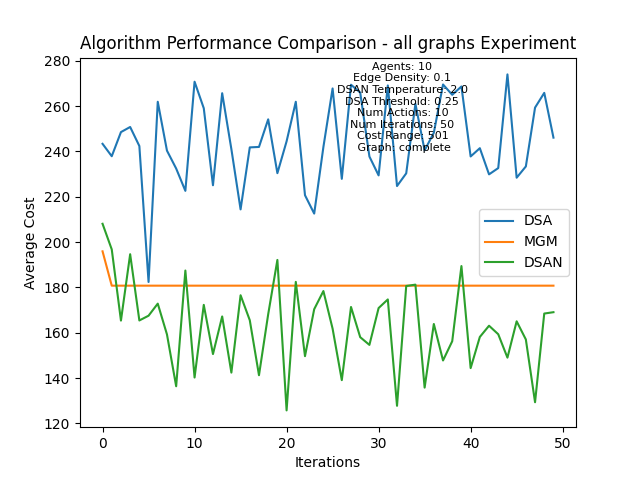 Algorithm Performance Comparison - all graphs Experiment
Agents: 10
Edge Density: 0.1
DSAN Temperature: 0
DSA Threshold: 0.25
Num Actions: 10
Num Iterations: 50
Cost Range: 501
Graph: complete
280
260
240
220
200
180
160
140
120
Average Cost
DSA
MGM
DSAN
0
10
20
30
40
50
Iterations